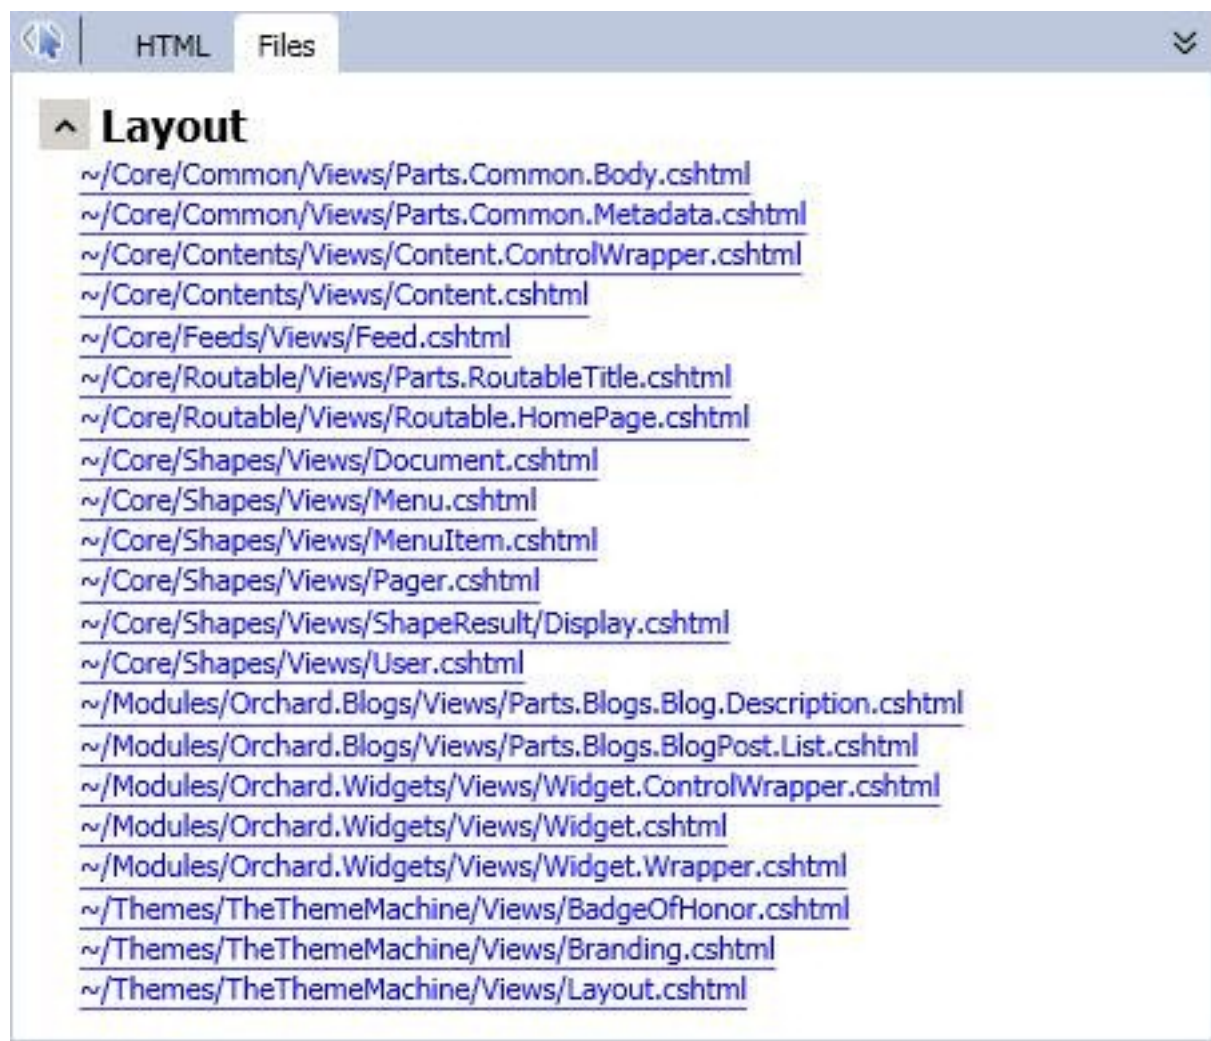 HTML Files
Layout
~/Core/Common/Views/Parts.Common.Body.cshtml
~/Core/Common/Views/Parts.Common.Metadata.cshtml
~/Core/Contents/Views/Content.ControlWrapper.cshtml
~/Core/Contents/Views/Content.cshtml
~/Core/Feeds/Views/Feed.cshtml
~/Core/Routable/Views/Parts.RoutableTitle.cshtml
~/Core/Routable/Views/Routable.HomePage.cshtml
~/Core/Shapes/Views/Document.cshtml
~/Core/Shapes/Views/Menu.cshtml
~/Core/Shapes/Views/MenuItem.cshtml
~/Core/Shapes/Views/Pager.cshtml
~/Core/Shapes/Views/ShapeResult/Display.cshtml
~/Core/Shapes/Views/User.cshtml
~/Modules/Orchard.Blogs/Views/Parts.Blogs.Blog.Description.cshtml
~/Modules/Orchard.Blogs/Views/Parts.Blogs.BlogPost.List.cshtml
~/Modules/Orchard.Widgets/Views/Widget.ControlWrapper.cshtml
~/Modules/Orchard.Widgets/Views/Widget.cshtml
~/Modules/Orchard.Widgets/Views/Widget.Wrapper.cshtml
~/Themes/TheThemeMachine/Views/BadgeOfHonor.cshtml
~/Themes/TheThemeMachine/Views/Branding.cshtml
~/Themes/TheThemeMachine/Views/Layout.cshtml